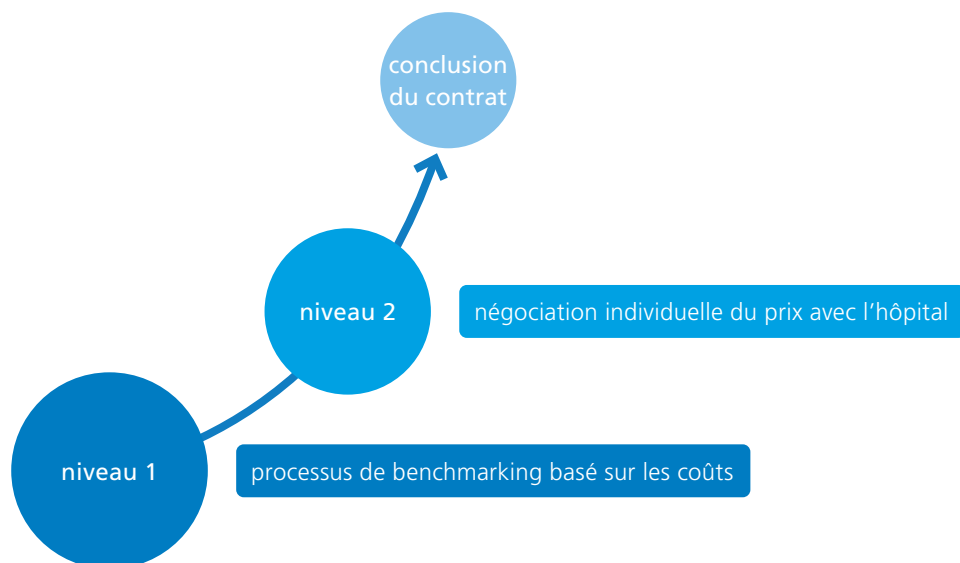 conclusion
du contrat
niveau 2
négociation individuelle du prix avec l’hôpital
niveau 1
processus de benchmarking basé sur les coûts